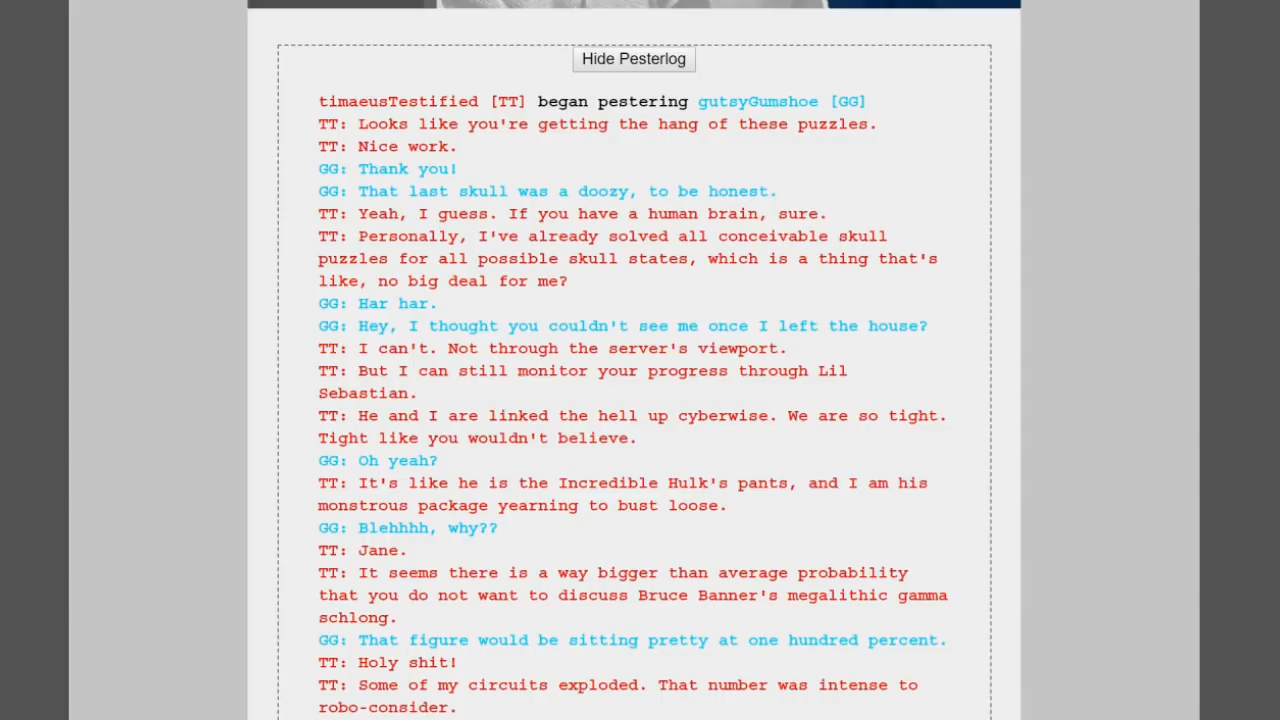 Hide Pesterlog
timaeusTestified [TT] began pestering gutsyGumshoe [GG]
TT: Looks like you're getting the hang of these puzzles.
TT: Nice work.
GG: Thank you!
GG: That last skull was a doozy, to be honest.
TT: Yeah, I guess. If you have a human brain, sure.
TT: Personally, I've already solved all conceivable skull
puzzles for all possible skull states, which is a thing that's
like, no big deal for me?
GG: Har har.
GG: Hey, I thought you couldn't see me once I left the house?
TT: I can't. Not through the server's viewport.
TT: But I can still monitor your progress through Lil
Sebastian.
TT: He and I are linked the hell up cyberwise. We are so tight.
Tight like you wouldn't believe.
GG: Oh yeah?
TT: It's like he is the Incredible Hulk's pants, and I am his
monstrous package yearning to bust loose.
GG: Blehhhh, why??
TT: Jane.
TT: It seems there is a way bigger than average probability
that you do not want to discuss Bruce Banner's megalithic gamma
schlong.
GG: That figure would be sitting pretty at one hundred percent.
TT: Holy shit!
TT: Some of my circuits exploded. That number was intense to
robo-consider.